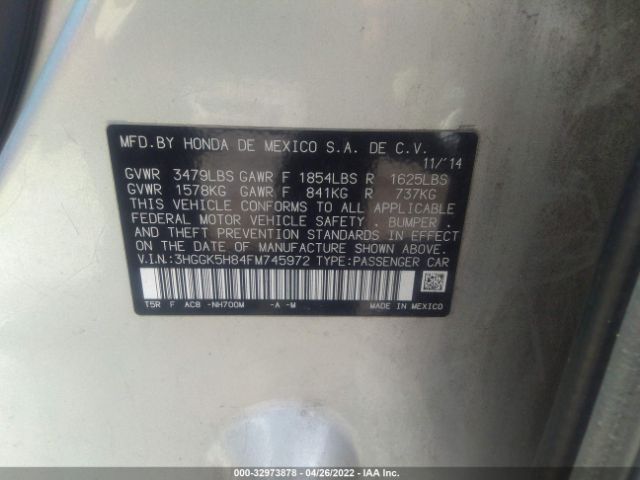 MFD.BY HONDA DE MEXICO S.A. DE C.V.
11/'14
GVWR 3479LBS GAWR F 1854LBS R 1625LBS
GVWR 1578KG GAWR F 841KG R 737KG
THIS VEHICLE CONFORMS TO ALL APPLICABLE
FEDERAL MOTOR VEHICLE SAFETY , BUMPER ,
AND THEFT PREVENTION STANDARDS IN EFFECT
ON THE DATE OF MANUFACTURE SHOWN ABOVE.
V.I.N:3HGGK5H84FM745972 TYPE:PASSENGER CAR
T5R F AC8 -NH700M -A -M MADE IN MEXICO
000-32973878 - 04/26/2022 - IAA Inc.